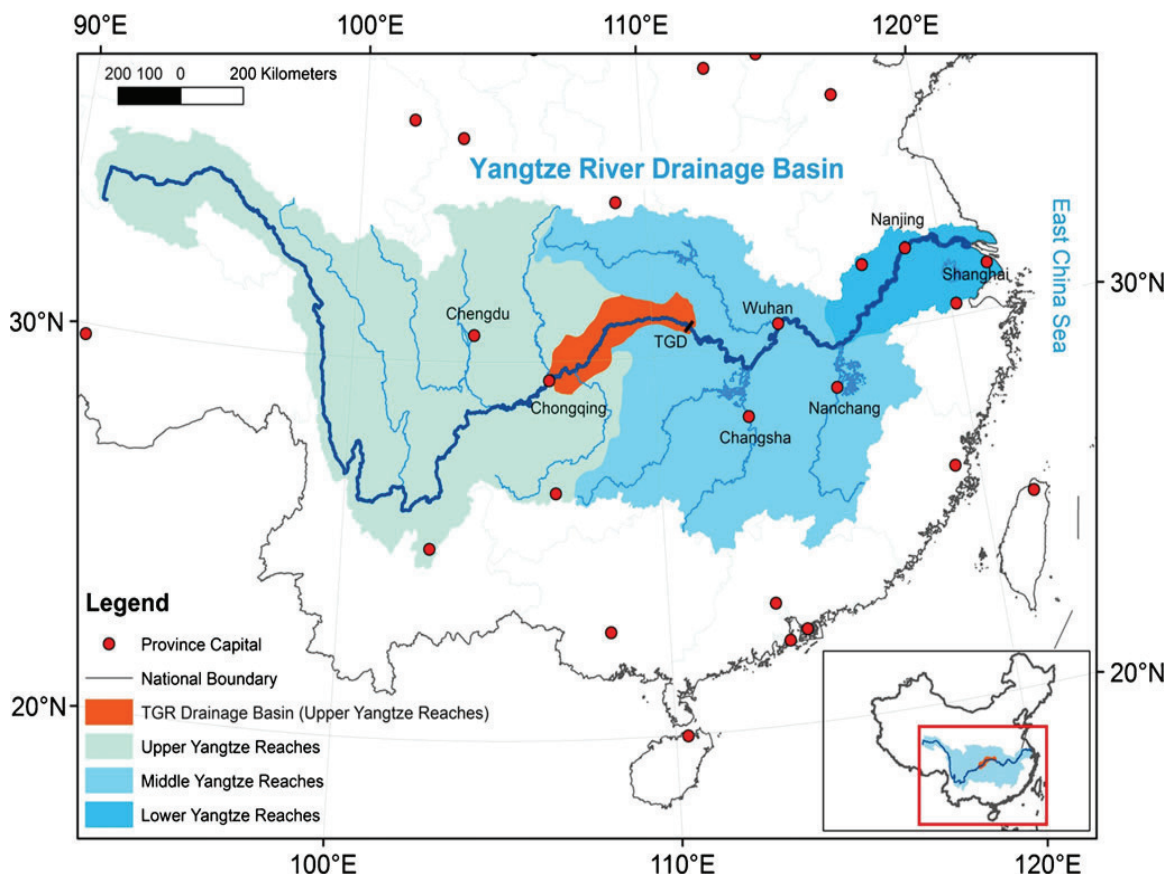 90°E
100°E
110°E
120°E
200 100 0 200 Kilometers
Yangtze River Drainage Basin
East China Sea
Nanjing
Shanghai
30°N
30°N
Chengdu
Wuhan
TGD
Chongqing
Nanchang
Changsha
Legend
Province Capital
National Boundary
TGR Drainage Basin (Upper Yangtze Reaches)
Upper Yangtze Reaches
Middle Yangtze Reaches
Lower Yangtze Reaches
20°N
20°N
100°E
110°E
120°E